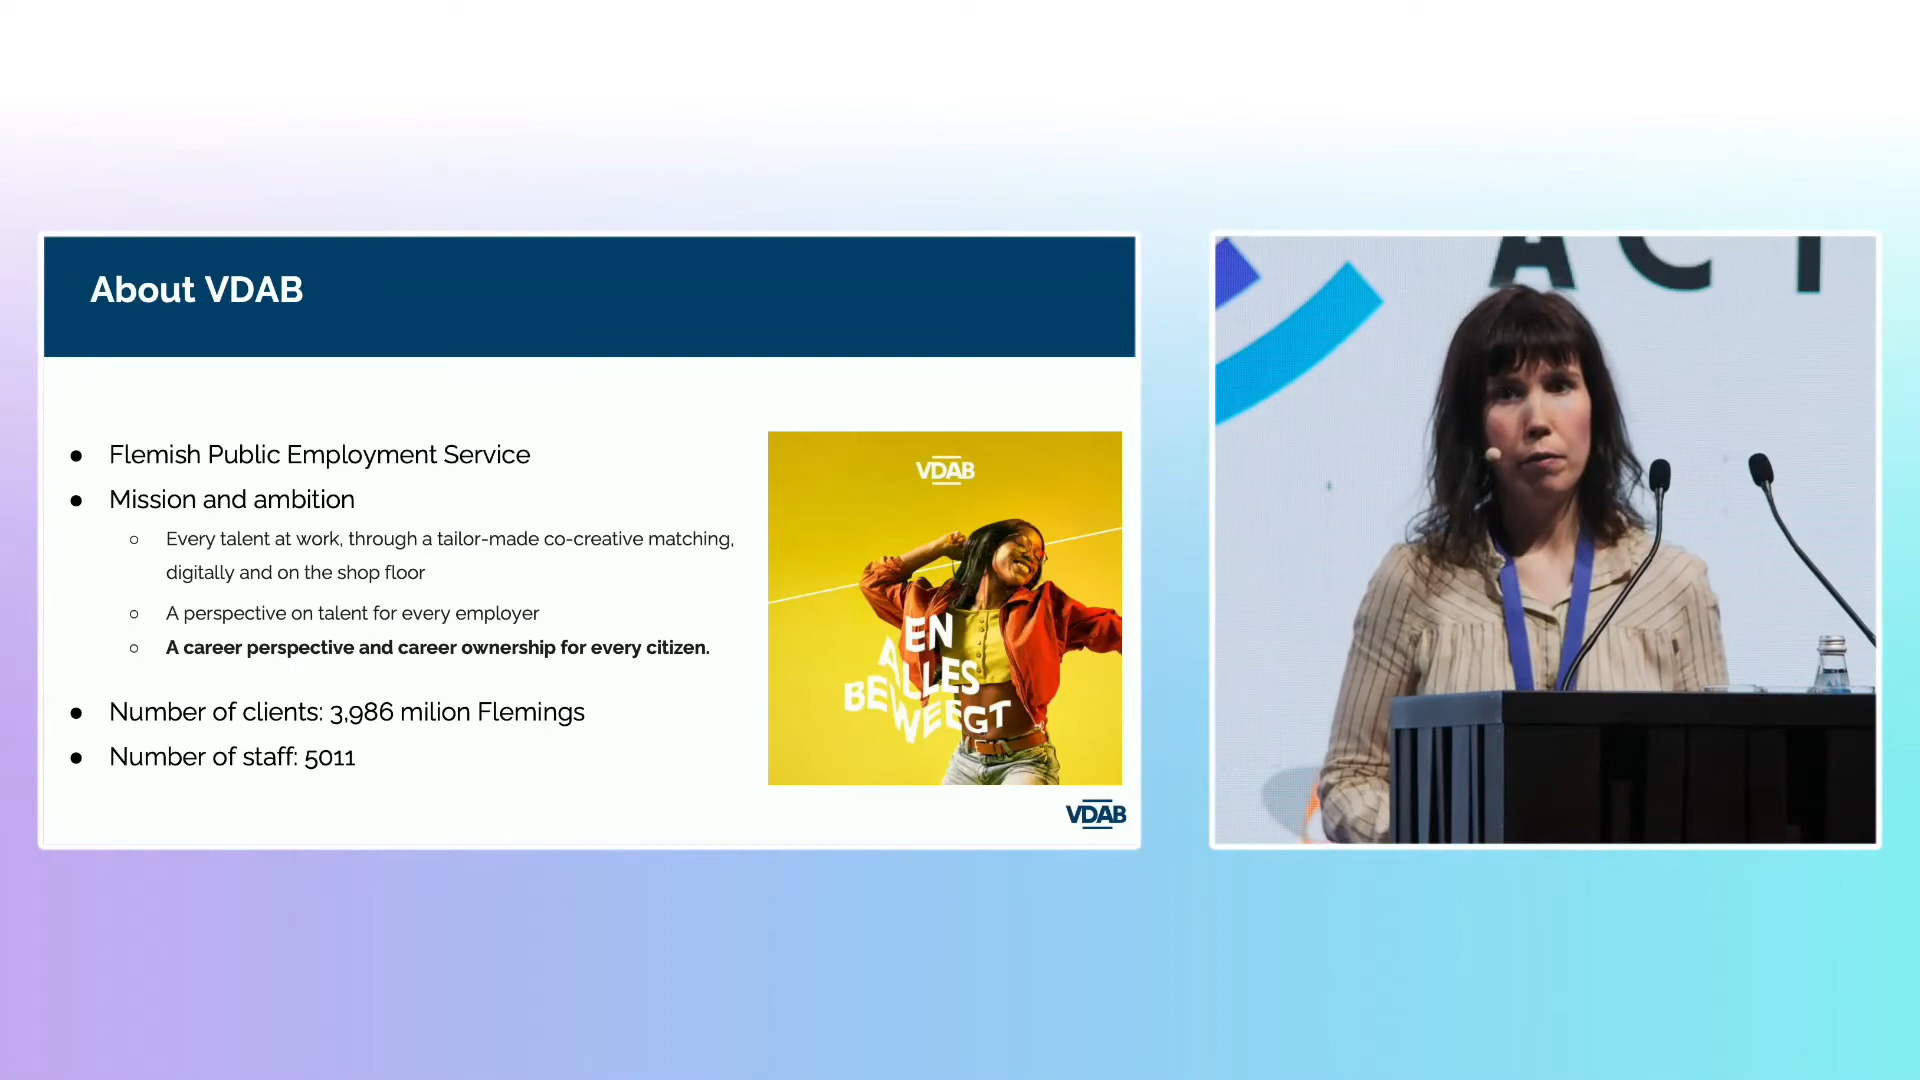 About VDAB
Flemish Public Employment Service
Mission and ambition
Every talent at work, through a tailor-made co-creative matching,
digitally and on the shop floor
A perspective on talent for every employer
A career perspective and career ownership for every citizen.
Number of clients: 3,986 milion Flemings
Number of staff: 5011
VDAB
EN
ALLES
BEWEEGT
VDAB
ACT